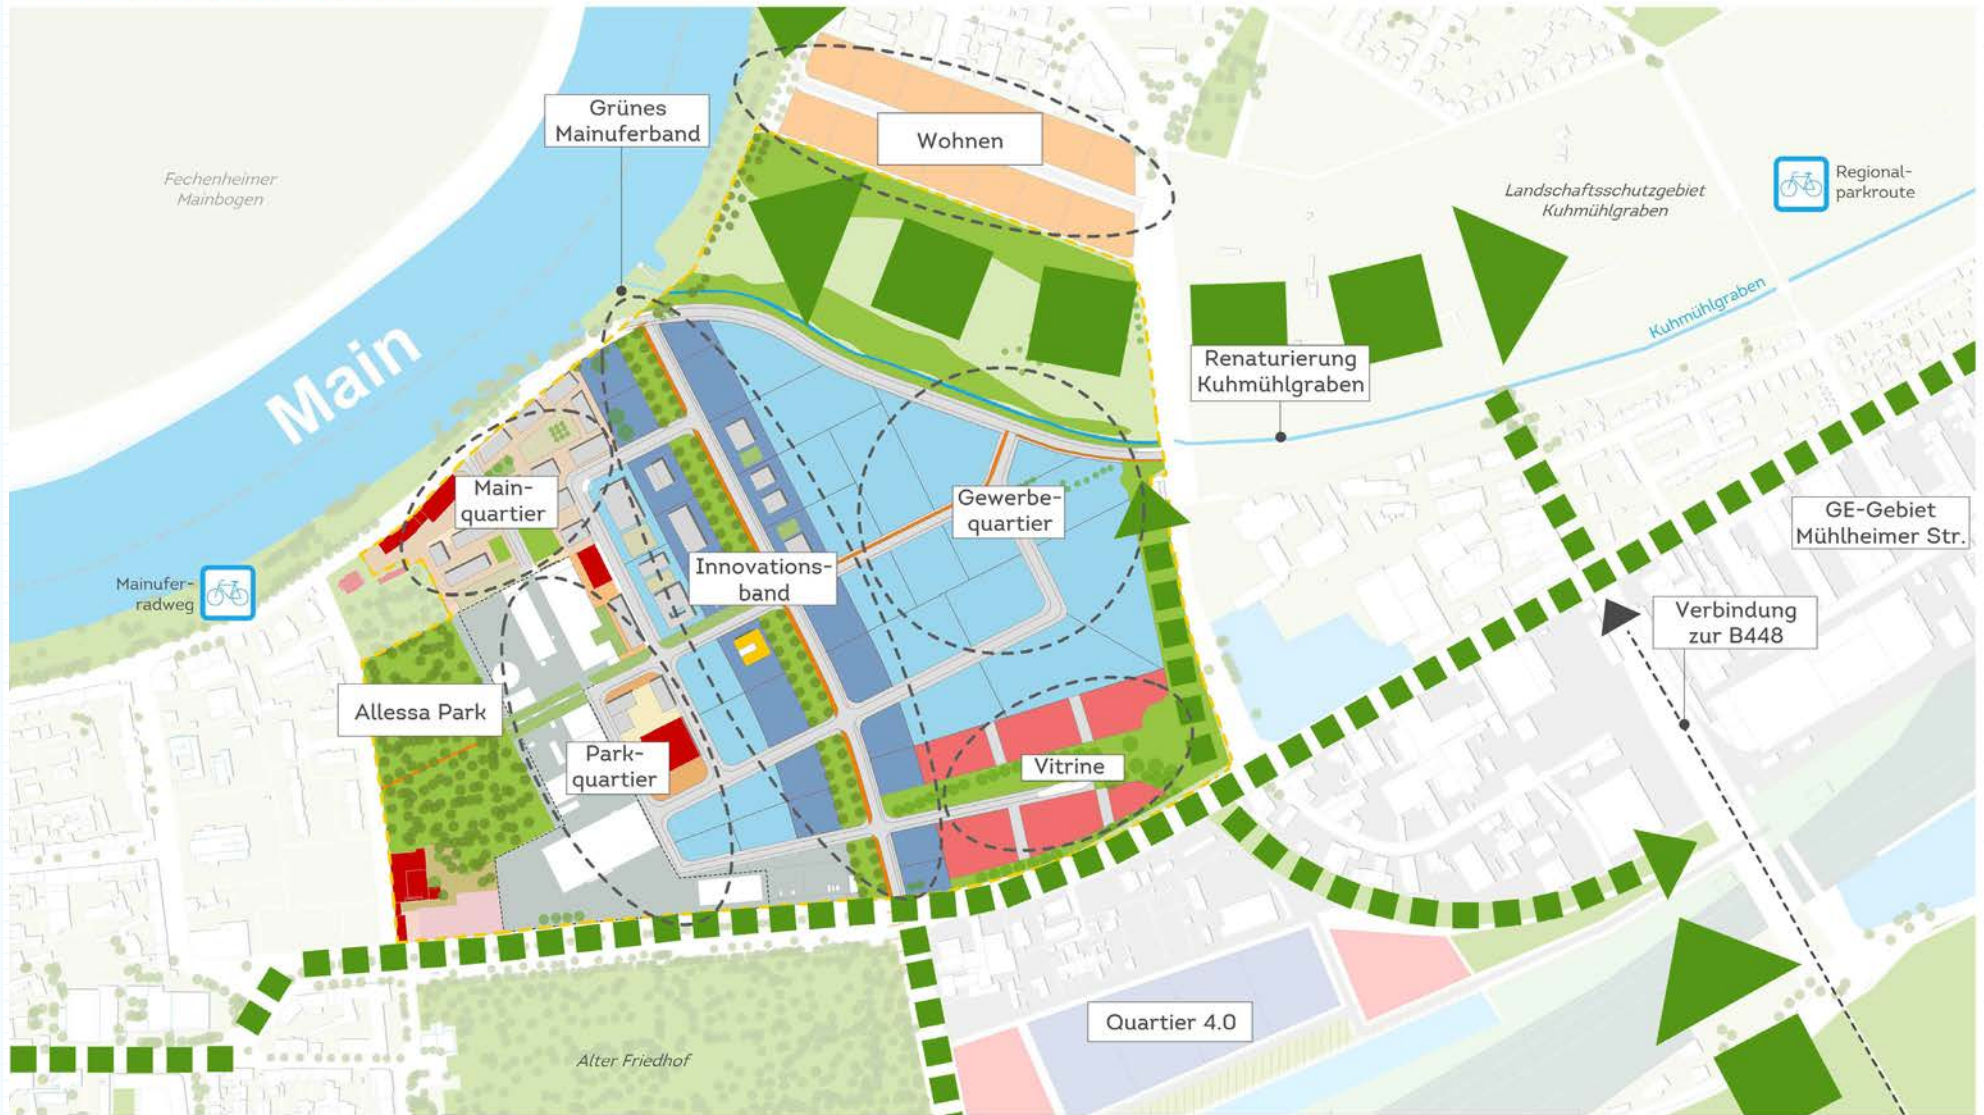 Grünes
Mainuferband
Wohnen
Fechenheimer
Mainbogen
Landschaftsschutzgebiet
Kuhmühlgraben
Regional-
parkroute
Main
Kuhmühlgraben
Renaturierung
Kuhmühlgraben
Main-
quartier
Gewerbe-
quartier
GE-Gebiet
Mühlheimer Str.
Innovations-
band
Mainufer-
radweg
Verbindung
zur B448
Allessa Park
Park-
quartier
Vitrine
Quartier 4.0
Alter Friedhof